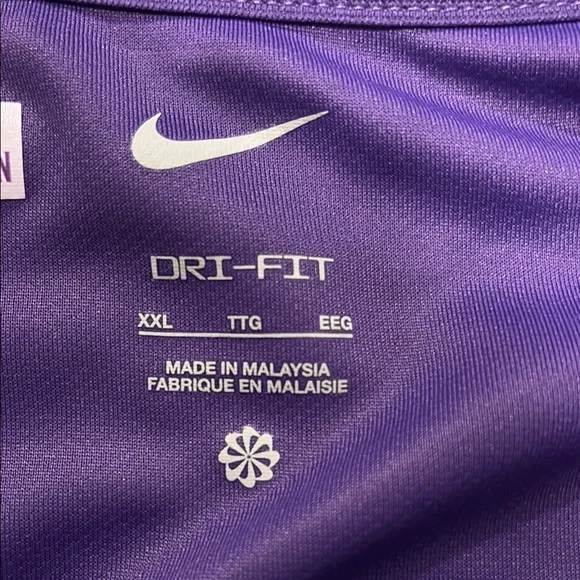 DRI-FIT
XXL TTG EEG
MADE IN MALAYSIA
FABRIQUE EN MALAISIE
N